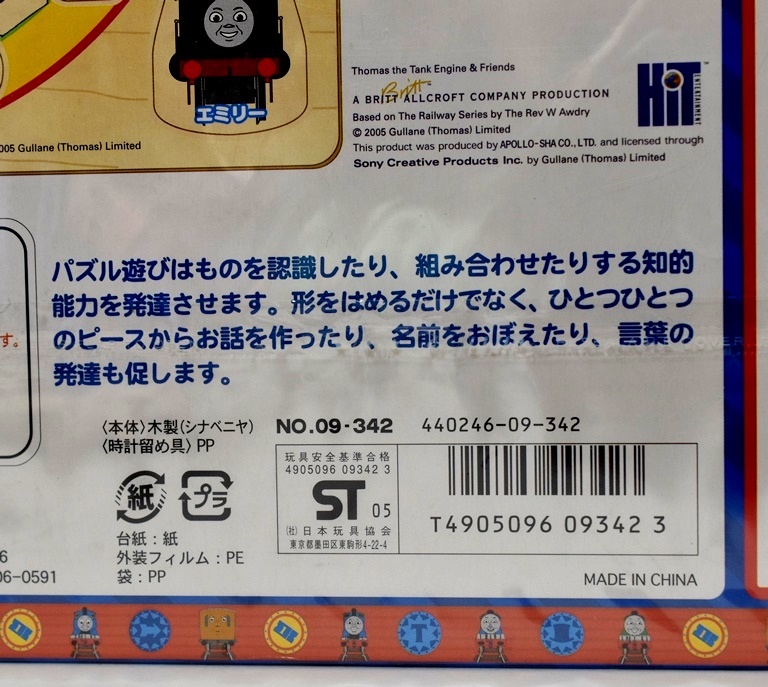 エミリー
005 Gullane (Thomas) Limited
Thomas the Tank Engine & Friends
Britt
A BRITT ALLCROFT COMPANY PRODUCTION
Based on The Railway Series by The Rev W Awdry
© 2005 Gullane (Thomas) Limited
This product was produced by APOLLO-SHA CO., LTD. and licensed through
Sony Creative Products Inc. by Gullane (Thomas) Limited
HiT
ENTERTAINMENT
パズル遊びはものを認識したり、組み合わせたりする知的
能力を発達させます。形をはめるだけでなく、ひとつひとつ
のピースからお話を作ったり、名前をおぼえたり、言葉の
発達も促します。
す。
〈本体〉木製(シナベニヤ)
〈時計留め具〉PP
NO.09-342
440246-09-342
玩具安全基準合格
4905096 09342 3
ST 05
(社)日本玩具協会
東京都墨田区東駒形4-22-4
T4905096 09342 3
紙
プラ
台紙:紙
外装フィルム:PE
袋:PP
6
06-0591
MADE IN CHINA